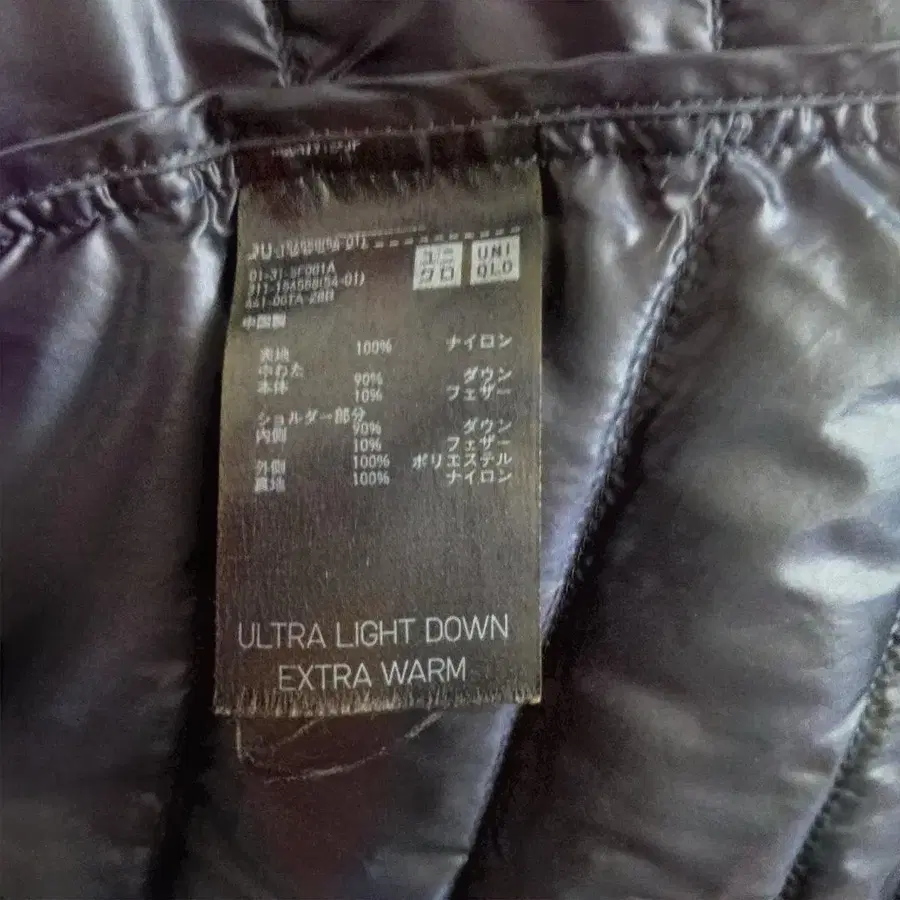 ユニ
クロ
UNI
QLO
中国製
表地 100% ナイロン
中わた
本体 90% ダウン
10% フェザー
ショルダー部分
内側 90% ダウン
10% フェザー
外側 100% ポリエステル
裏地 100% ナイロン
ULTRA LIGHT DOWN
EXTRA WARM